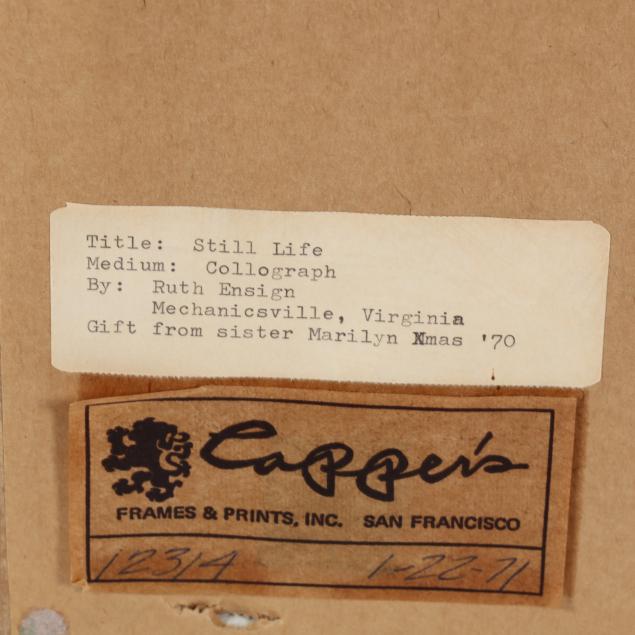 Title: Still Life
Medium: Collograph
By: Ruth Ensign
Mechanicsville, Virginia
Gift from sister Marilyn Xmas '70
Capper's
FRAMES & PRINTS, INC. SAN FRANCISCO
12314 1-22-71